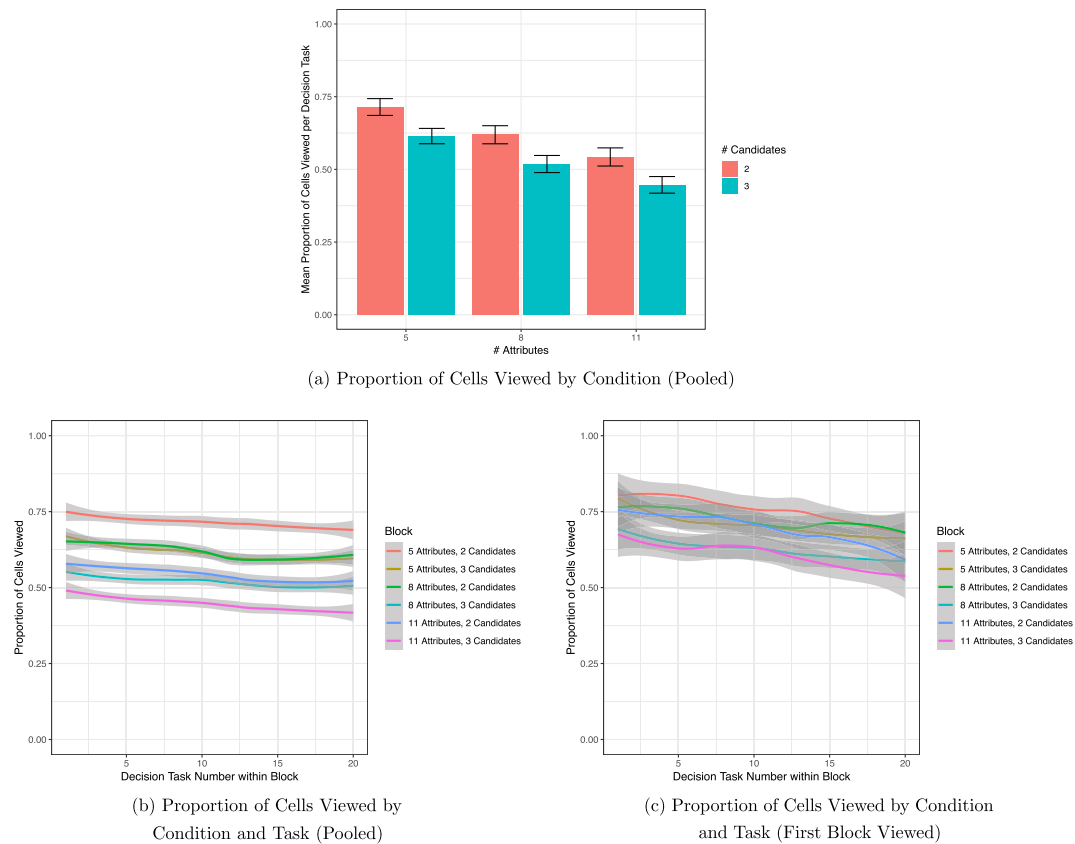 1.00
0.75
0.50
0.25
0.00
Mean Proportion of Cells Viewed per Decision Task
5 8 11
# Attributes
# Candidates
2
3
(a) Proportion of Cells Viewed by Condition (Pooled)
1.00
0.75
0.50
0.25
0.00
Proportion of Cells Viewed
5 10 15 20
Decision Task Number within Block
Block
5 Attributes, 2 Candidates
5 Attributes, 3 Candidates
8 Attributes, 2 Candidates
8 Attributes, 3 Candidates
11 Attributes, 2 Candidates
11 Attributes, 3 Candidates
(b) Proportion of Cells Viewed by
Condition and Task (Pooled)
1.00
0.75
0.50
0.25
0.00
Proportion of Cells Viewed
5 10 15 20
Decision Task Number within Block
Block
5 Attributes, 2 Candidates
5 Attributes, 3 Candidates
8 Attributes, 2 Candidates
8 Attributes, 3 Candidates
11 Attributes, 2 Candidates
11 Attributes, 3 Candidates
(c) Proportion of Cells Viewed by Condition
and Task (First Block Viewed)